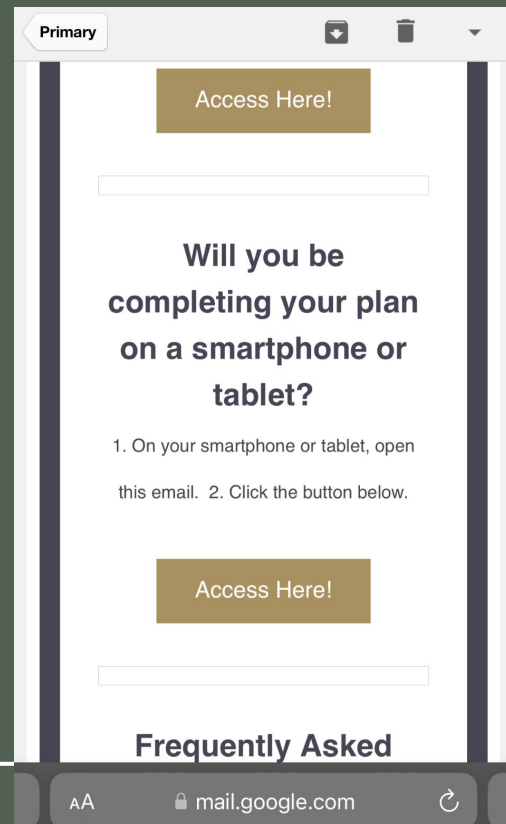 Primary
Access Here!
Will you be
completing your plan
on a smartphone or
tablet?
1. On your smartphone or tablet, open
this email.  2. Click the button below.
Access Here!
Frequently Asked
AA
mail.google.com